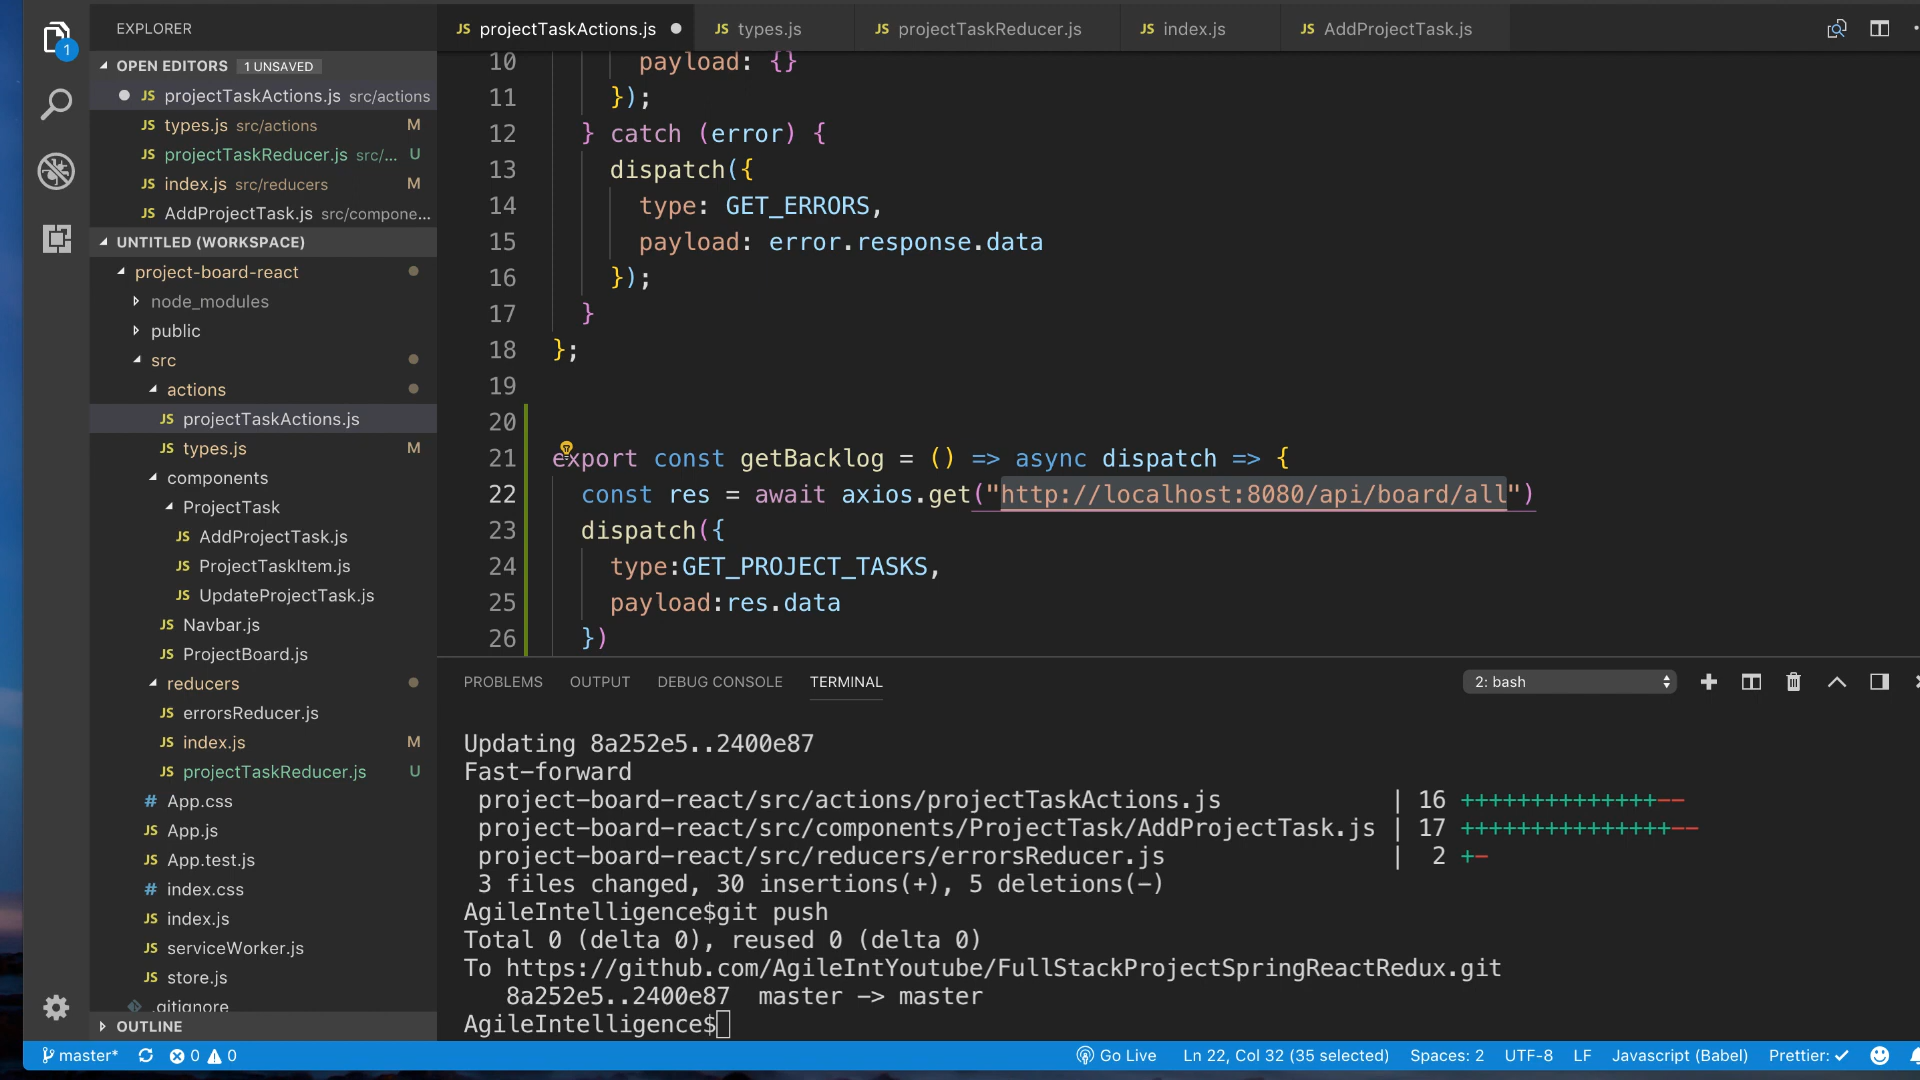 EXPLORER
OPEN EDITORS 1 UNSAVED
JS projectTaskActions.js src/actions
JS types.js src/actions M
JS projectTaskReducer.js src/... U
JS index.js src/reducers M
JS AddProjectTask.js src/compone...
UNTITLED (WORKSPACE)
project-board-react
node_modules
public
src
actions
JS projectTaskActions.js
JS types.js M
components
ProjectTask
JS AddProjectTask.js
JS ProjectTaskItem.js
JS UpdateProjectTask.js
JS Navbar.js
JS ProjectBoard.js
reducers
JS errorsReducer.js
JS index.js M
JS projectTaskReducer.js U
# App.css
JS App.js
JS App.test.js
# index.css
JS index.js
JS serviceWorker.js
JS store.js
.gitignore
OUTLINE
1
JS projectTaskActions.js JS types.js JS projectTaskReducer.js JS index.js JS AddProjectTask.js
10 payload: {}
11 });
12 } catch (error) {
13 dispatch({
14 type: GET_ERRORS,
15 payload: error.response.data
16 });
17 }
18 };
19
20
21 export const getBacklog = () => async dispatch => {
22 const res = await axios.get("http://localhost:8080/api/board/all")
23 dispatch({
24 type:GET_PROJECT_TASKS,
25 payload:res.data
26 })
PROBLEMS OUTPUT DEBUG CONSOLE TERMINAL 2: bash
Updating 8a252e5..2400e87
Fast-forward
project-board-react/src/actions/projectTaskActions.js | 16 ++++++++++++++--
project-board-react/src/components/ProjectTask/AddProjectTask.js | 17 +++++++++++++++--
project-board-react/src/reducers/errorsReducer.js | 2 +-
3 files changed, 30 insertions(+), 5 deletions(-)
AgileIntelligence$git push
Total 0 (delta 0), reused 0 (delta 0)
To https://github.com/AgileIntYoutube/FullStackProjectSpringReactRedux.git
8a252e5..2400e87 master -> master
AgileIntelligence$
master* 0 0 Go Live Ln 22, Col 32 (35 selected) Spaces: 2 UTF-8 LF Javascript (Babel) Prettier: ✓